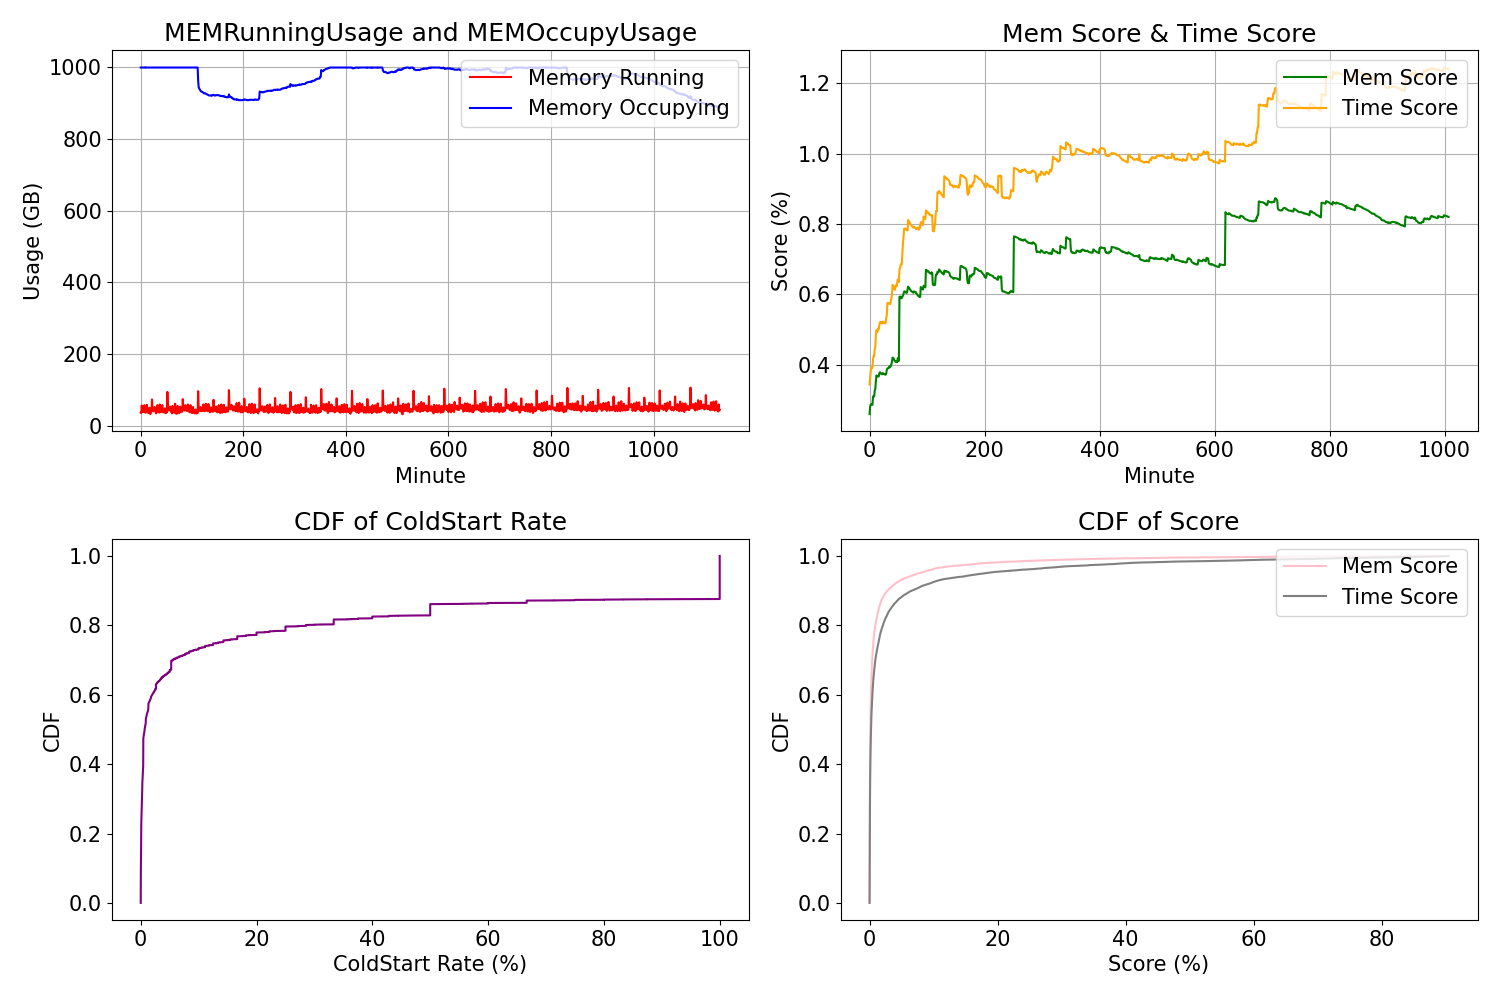 MEMRunningUsage and MEMOccupyUsage
1000
800
600
400
200
0
Usage (GB)
Memory Running
Memory Occupying
0 200 400 600 800 1000
Minute
Mem Score & Time Score
1.2
1.0
0.8
0.6
0.4
Score (%)
Mem Score
Time Score
0 200 400 600 800 1000
Minute
CDF of ColdStart Rate
1.0
0.8
0.6
0.4
0.2
0.0
CDF
0 20 40 60 80 100
ColdStart Rate (%)
CDF of Score
1.0
0.8
0.6
0.4
0.2
0.0
CDF
Mem Score
Time Score
0 20 40 60 80
Score (%)